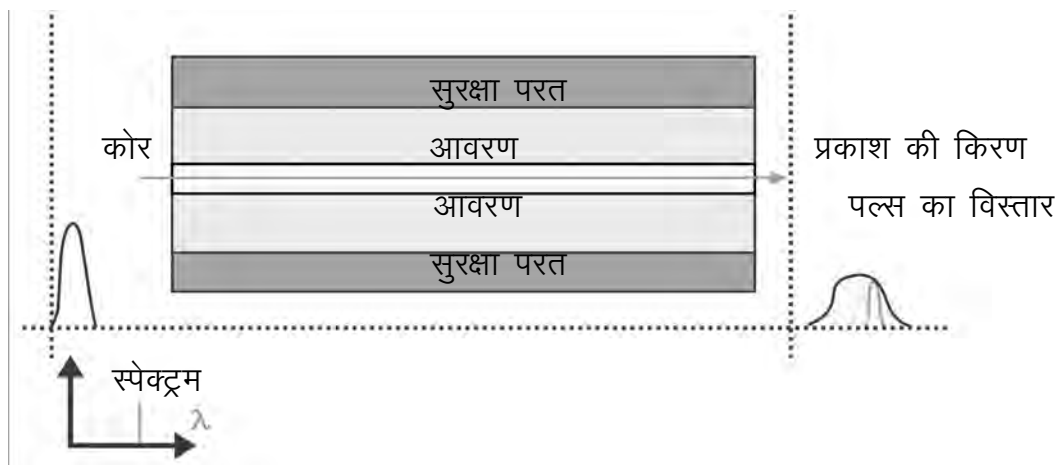 सुरक्षा परत
कोर
आवरण
प्रकाश की किरण
आवरण
पल्स का विस्तार
सुरक्षा परत
स्पेक्ट्रम
λ